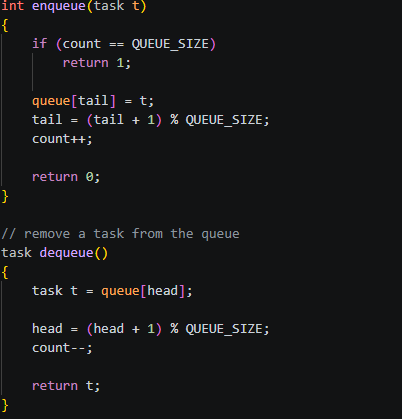 int enqueue(task t)
{
    if (count == QUEUE_SIZE)
        return 1;

    queue[tail] = t;
    tail = (tail + 1) % QUEUE_SIZE;
    count++;

    return 0;
}

// remove a task from the queue
task dequeue()
{
    task t = queue[head];

    head = (head + 1) % QUEUE_SIZE;
    count--;

    return t;
}